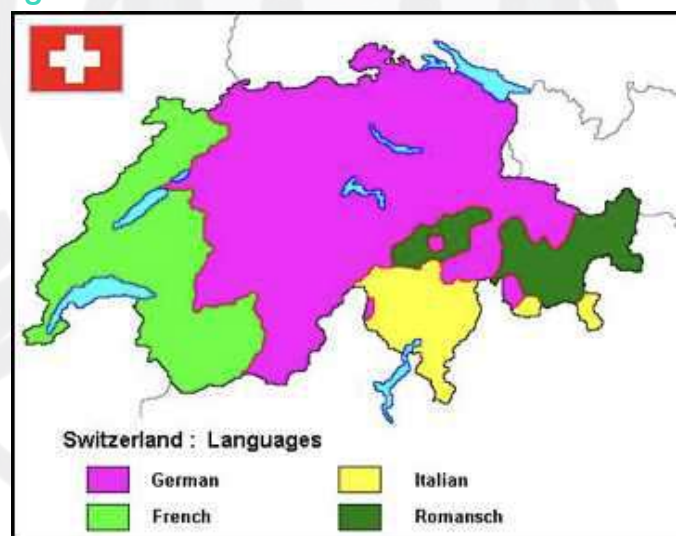 Switzerland : Languages
German
Italian
French
Romansch